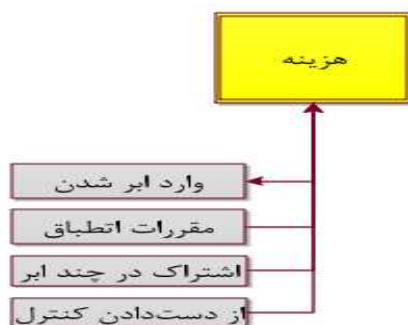 هزینه
وارد ابر شدن
مقررات اتطباق
اشتراک در چند ابر
از دست‌دادن کنترل